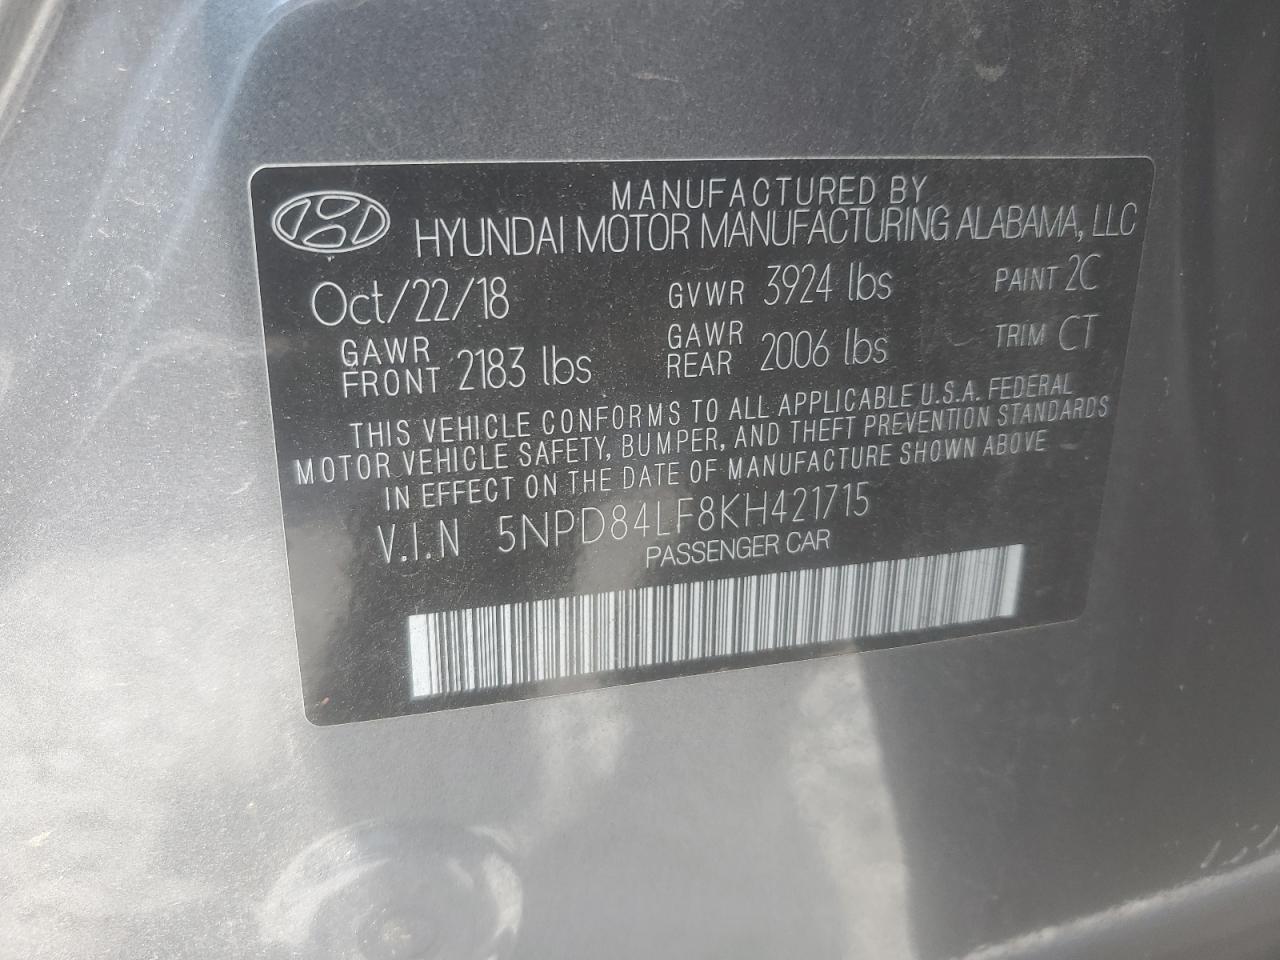 MANUFACTURED BY
HYUNDAI MOTOR MANUFACTURING ALABAMA, LLC
Oct/22/18 GVWR 3924 lbs PAINT 2C
GAWR FRONT 2183 lbs GAWR REAR 2006 lbs TRIM CT
THIS VEHICLE CONFORMS TO ALL APPLICABLE U.S.A. FEDERAL
MOTOR VEHICLE SAFETY, BUMPER, AND THEFT PREVENTION STANDARDS
IN EFFECT ON THE DATE OF MANUFACTURE SHOWN ABOVE
V.I.N 5NPD84LF8KH421715
PASSENGER CAR